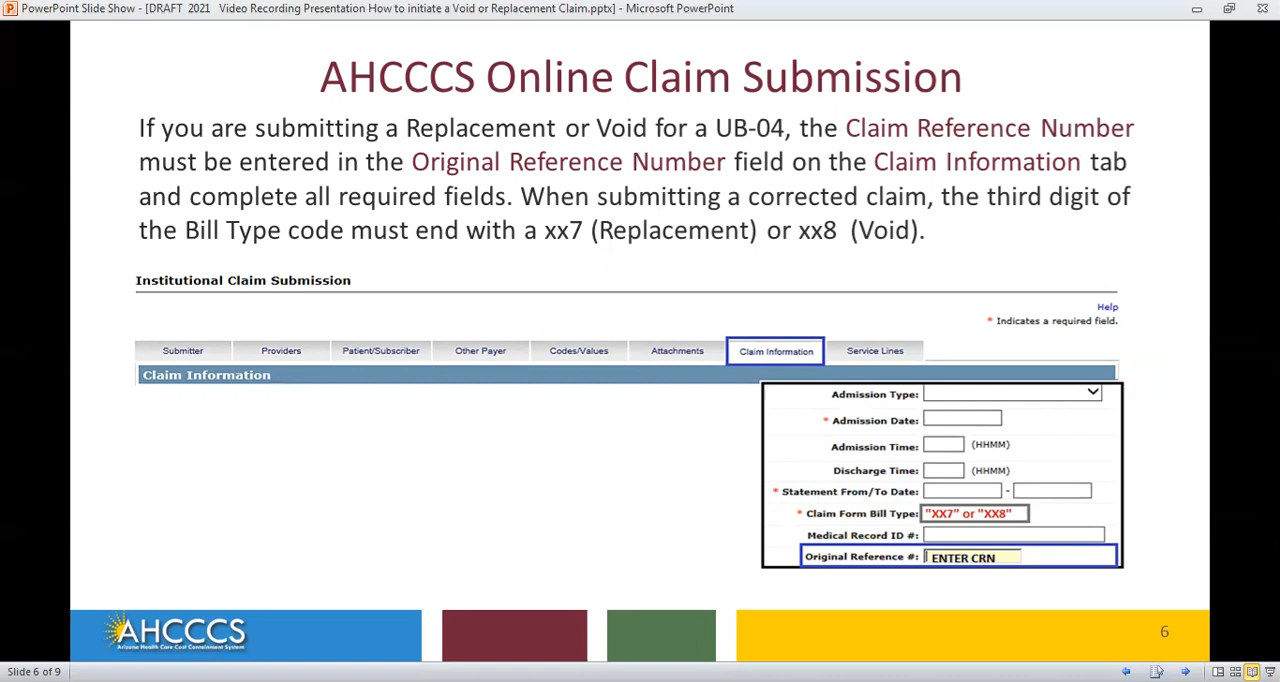 PowerPoint Slide Show - [DRAFT 2021 Video Recording Presentation How to initiate a Void or Replacement Claim.pptx] - Microsoft PowerPoint
AHCCCS Online Claim Submission
If you are submitting a Replacement or Void for a UB-04, the Claim Reference Number
must be entered in the Original Reference Number field on the Claim Information tab
and complete all required fields. When submitting a corrected claim, the third digit of
the Bill Type code must end with a xx7 (Replacement) or xx8 (Void).
Institutional Claim Submission
Help
* Indicates a required field.
Submitter Providers Patient/Subscriber Other Payer Codes/Values Attachments Claim Information Service Lines
Claim Information
Admission Type:
* Admission Date:
Admission Time: (HHMM)
Discharge Time: (HHMM)
* Statement From/To Date: -
* Claim Form Bill Type: "XX7" or "XX8"
Medical Record ID #:
Original Reference #: ENTER CRN
AHCCCS
Arizona Health Care Cost Containment System
6
Slide 6 of 9